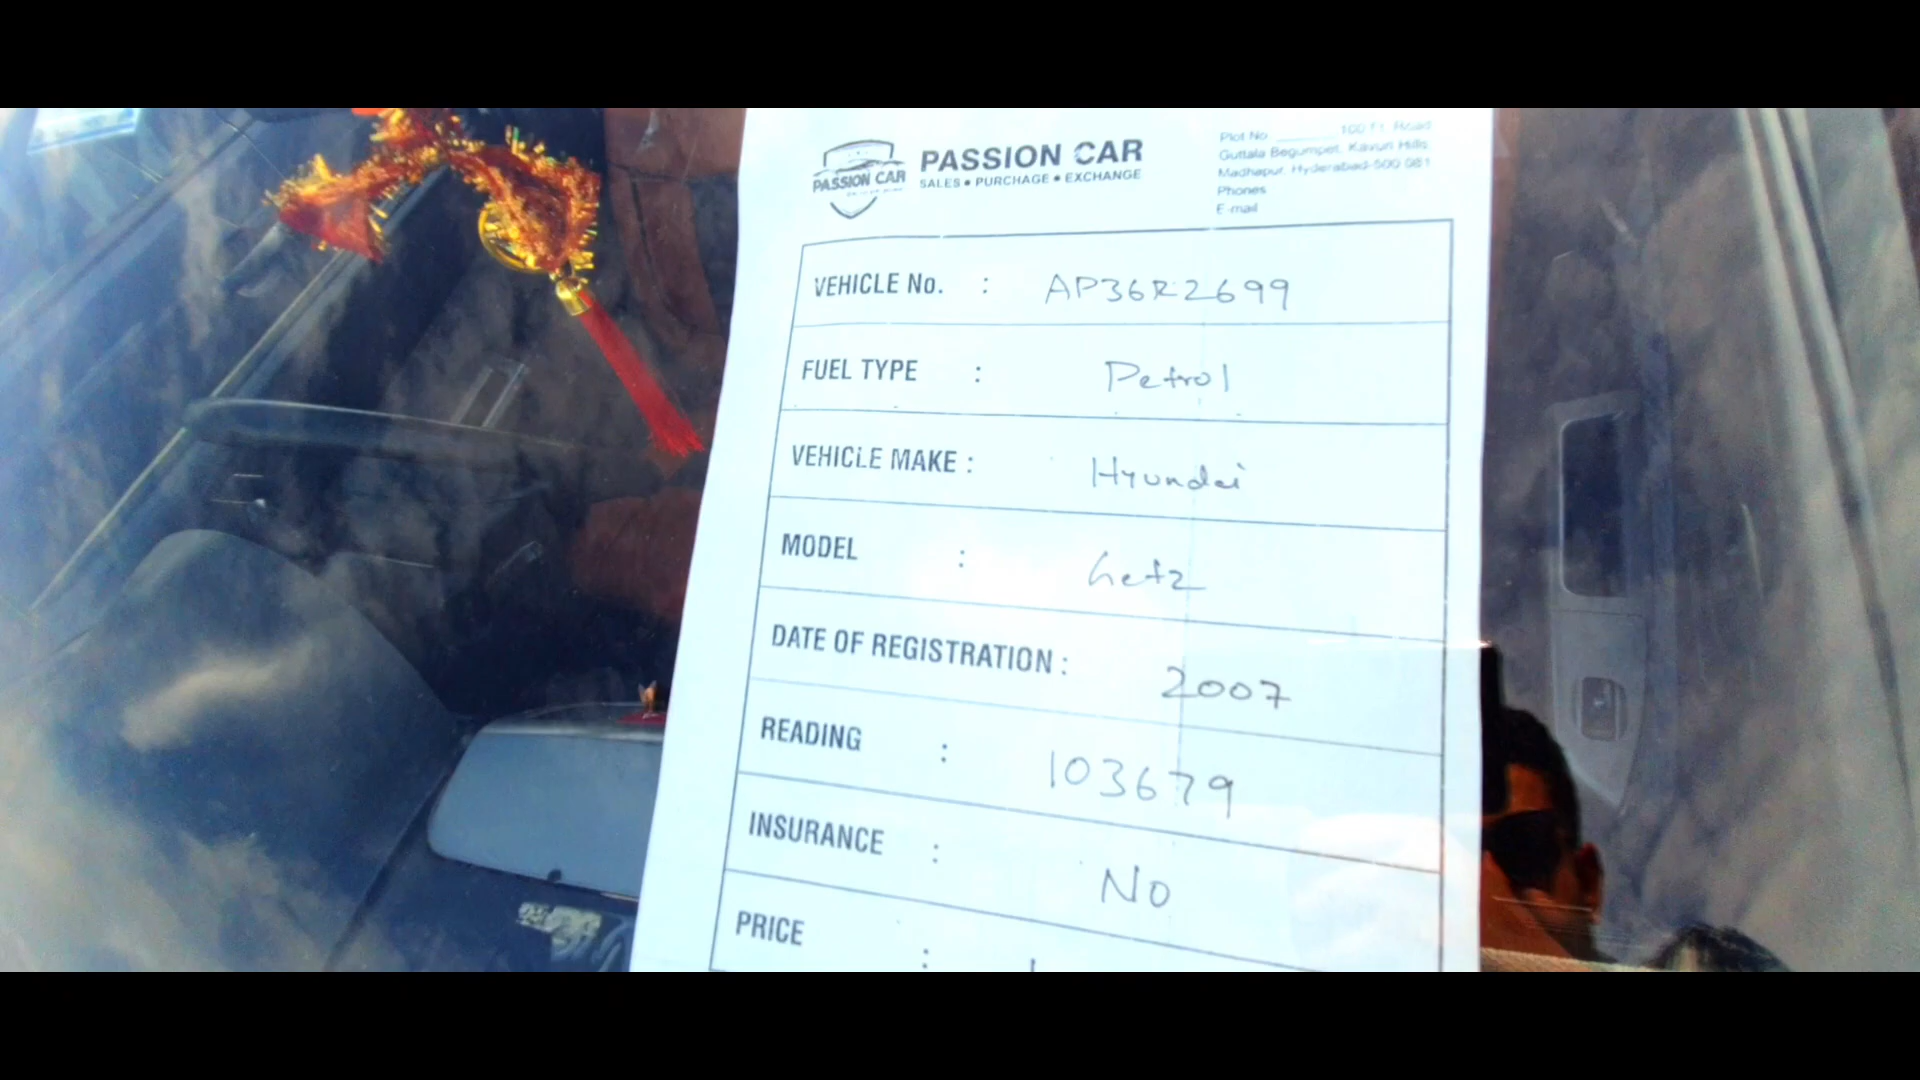 PASSION CAR
PASSION CAR
SALES • PURCHAGE • EXCHANGE
Plot No. 100 Ft. Road
Guttala Begumpet, Kavuri Hills
Madhapur, Hyderabad-500 081
Phones
E-mail
VEHICLE No. : AP36R2699
FUEL TYPE : Petrol
VEHICLE MAKE : Hyundai
MODEL : Getz
DATE OF REGISTRATION : 2007
READING : 103679
INSURANCE : No
PRICE :